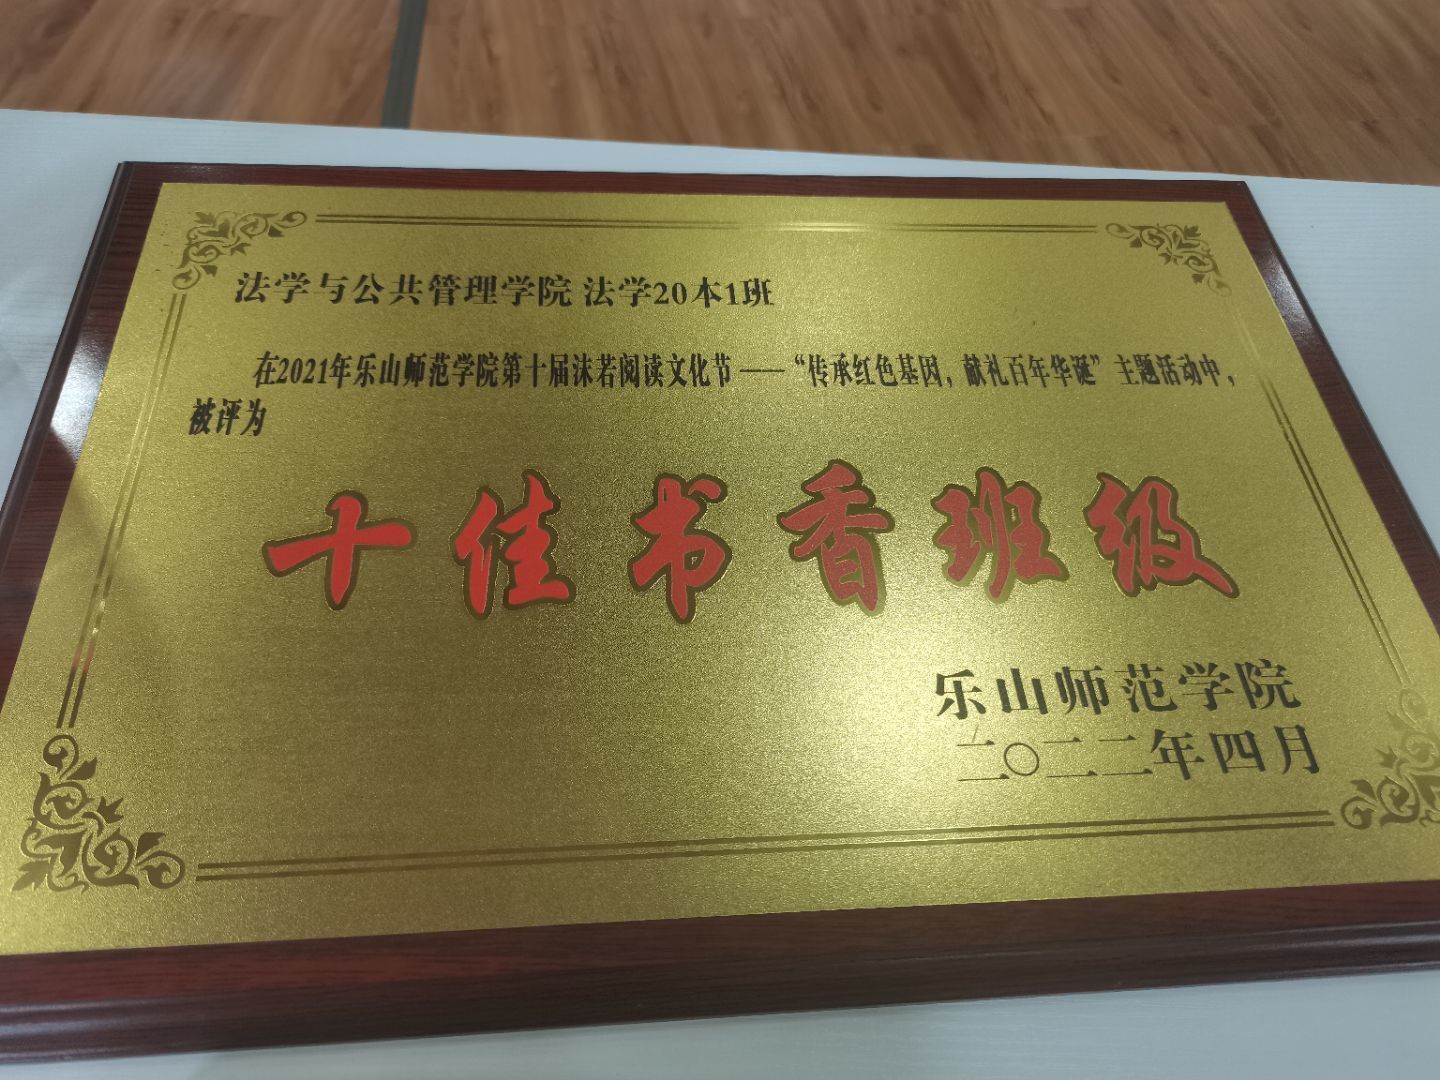 法学与公共管理学院 法学20本1班
在2021年乐山师范学院第十届沫若阅读文化节——“传承红色基因，献礼百年华诞”主题活动中，
被评为
十佳书香班级
乐山师范学院
二〇二二年四月